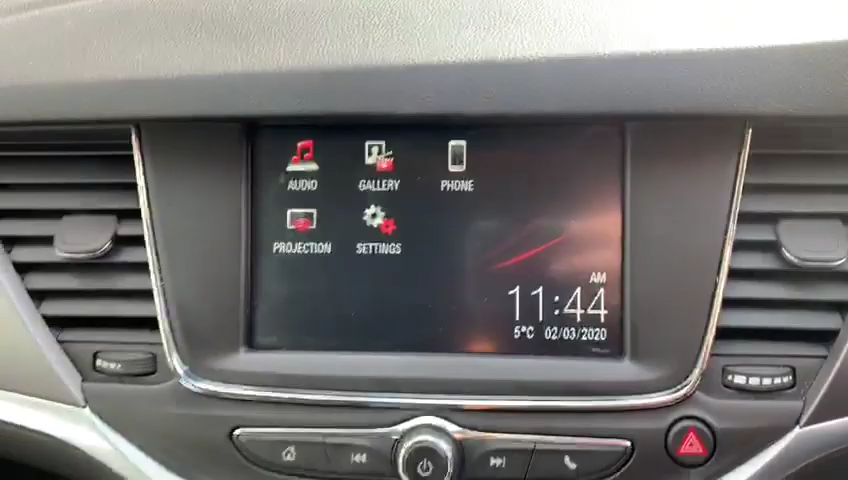 AUDIO GALLERY PHONE
PROJECTION SETTINGS
AM
11:44
5°C 02/03/2020